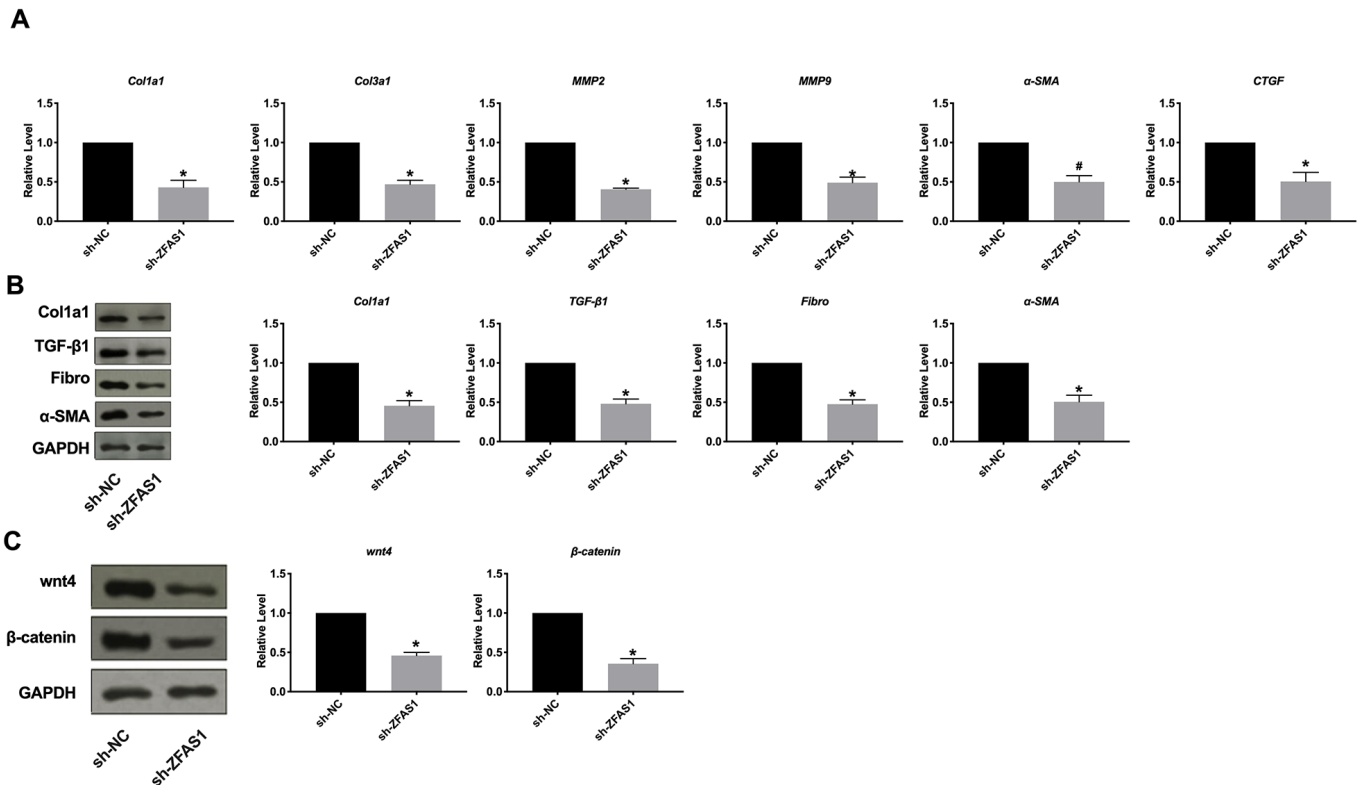 A
Col1a1
Col3a1
MMP2
MMP9
α-SMA
CTGF
Relative Level
1.5
1.0
0.5
0.0
*
sh-NC
sh-ZFAS1
Relative Level
1.5
1.0
0.5
0.0
*
sh-NC
sh-ZFAS1
Relative Level
1.5
1.0
0.5
0.0
*
sh-NC
sh-ZFAS1
Relative Level
1.5
1.0
0.5
0.0
*
sh-NC
sh-ZFAS1
Relative Level
1.5
1.0
0.5
0.0
#
sh-NC
sh-ZFAS1
Relative Level
1.5
1.0
0.5
0.0
*
sh-NC
sh-ZFAS1
B
Col1a1
TGF-β1
Fibro
α-SMA
GAPDH
sh-NC
sh-ZFAS1
Col1a1
Relative Level
1.5
1.0
0.5
0.0
*
sh-NC
sh-ZFAS1
TGF-β1
Relative Level
1.5
1.0
0.5
0.0
*
sh-NC
sh-ZFAS1
Fibro
Relative Level
1.5
1.0
0.5
0.0
*
sh-NC
sh-ZFAS1
α-SMA
Relative Level
1.5
1.0
0.5
0.0
*
sh-NC
sh-ZFAS1
C
wnt4
β-catenin
GAPDH
sh-NC
sh-ZFAS1
wnt4
Relative Level
1.5
1.0
0.5
0.0
*
sh-NC
sh-ZFAS1
β-catenin
Relative Level
1.5
1.0
0.5
0.0
*
sh-NC
sh-ZFAS1